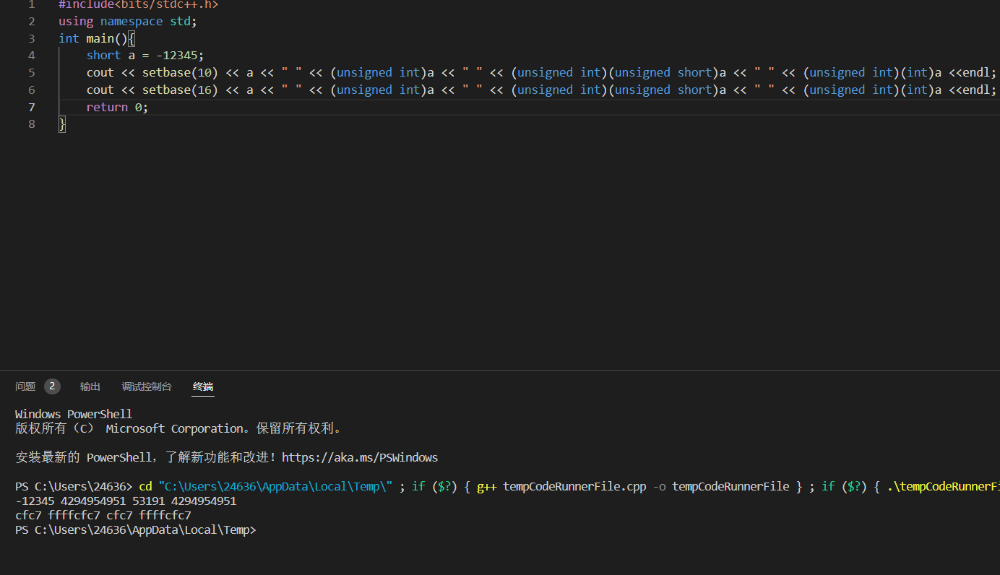 1 #include<bits/stdc++.h>
2 using namespace std;
3 int main(){
4 short a = -12345;
5 cout << setbase(10) << a << " " << (unsigned int)a << " " << (unsigned int)(unsigned short)a << " " << (unsigned int)(int)a <<endl;
6 cout << setbase(16) << a << " " << (unsigned int)a << " " << (unsigned int)(unsigned short)a << " " << (unsigned int)(int)a <<endl;
7 return 0;
8 }
问题 2 输出 调试控制台 终端
Windows PowerShell
版权所有（C） Microsoft Corporation。保留所有权利。
安装最新的 PowerShell，了解新功能和改进！https://aka.ms/PSWindows
PS C:\Users\24636> cd "C:\Users\24636\AppData\Local\Temp\" ; if ($?) { g++ tempCodeRunnerFile.cpp -o tempCodeRunnerFile } ; if ($?) { .\tempCodeRunnerFi
-12345 4294954951 53191 4294954951
cfc7 ffffcfc7 cfc7 ffffcfc7
PS C:\Users\24636\AppData\Local\Temp>